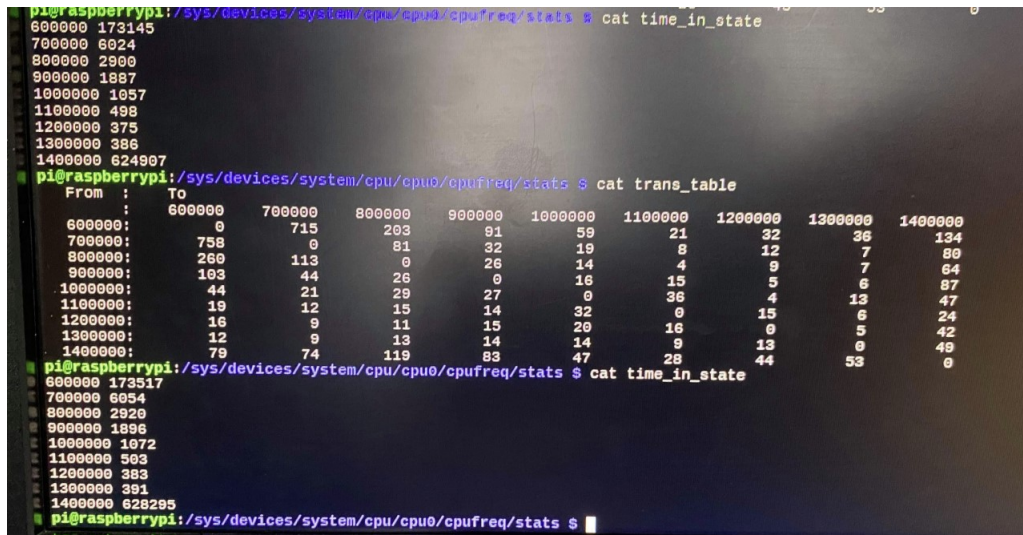 pi@raspberrypi:/sys/devices/system/cpu/cpu0/cpufreq/stats $ cat time_in_state
600000 173145
700000 6024
800000 2900
900000 1887
1000000 1057
1100000 498
1200000 375
1300000 386
1400000 624907
pi@raspberrypi:/sys/devices/system/cpu/cpu0/cpufreq/stats $ cat trans_table
From : To
: 600000 700000 800000 900000 1000000 1100000 1200000 1300000 1400000
600000: 0 715 203 91 59 21 32 36 134
700000: 758 0 81 32 19 8 12 7 80
800000: 260 113 0 26 14 4 9 7 64
900000: 103 44 26 0 16 15 5 6 87
1000000: 44 21 29 27 0 36 4 13 47
1100000: 19 12 15 14 32 0 15 6 24
1200000: 16 9 11 15 20 16 0 5 42
1300000: 12 9 13 14 14 9 13 0 49
1400000: 79 74 119 83 47 28 44 53 0
pi@raspberrypi:/sys/devices/system/cpu/cpu0/cpufreq/stats $ cat time_in_state
600000 173517
700000 6054
800000 2920
900000 1896
1000000 1072
1100000 503
1200000 383
1300000 391
1400000 628295
pi@raspberrypi:/sys/devices/system/cpu/cpu0/cpufreq/stats $